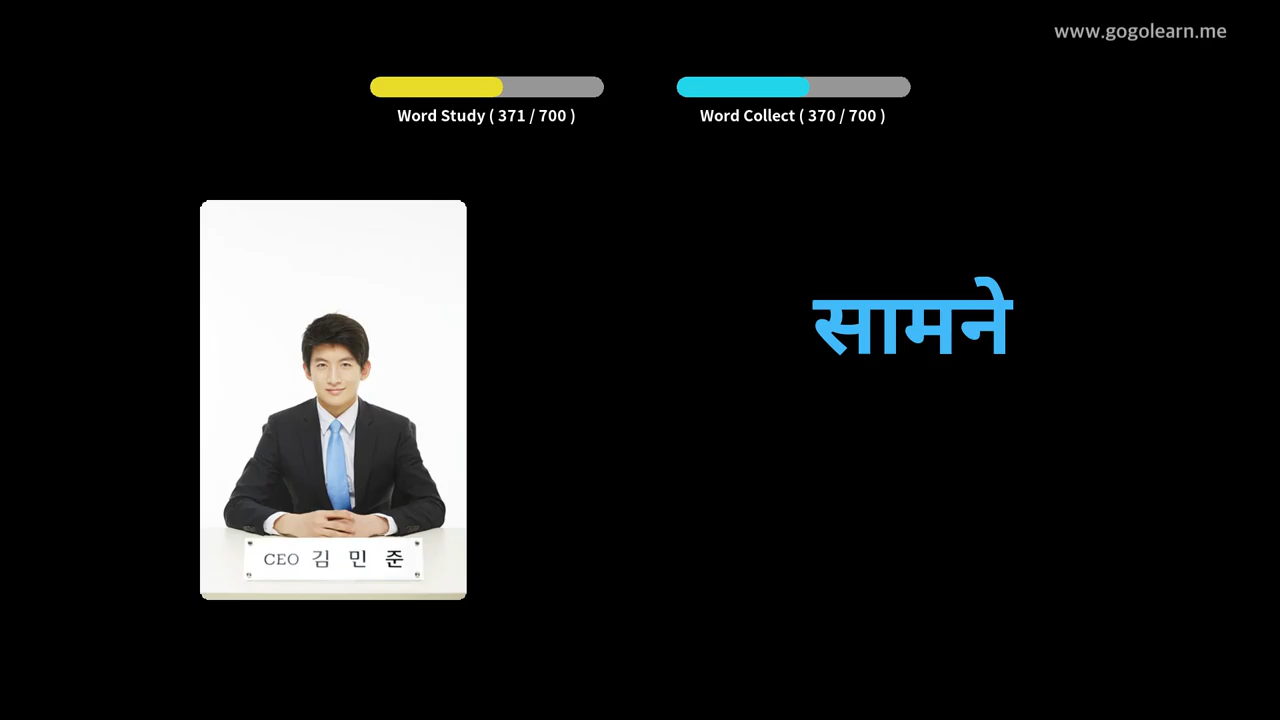 www.gogolearn.me
Word Study ( 371 / 700 )
Word Collect ( 370 / 700 )
सामने
CEO 김 민 준